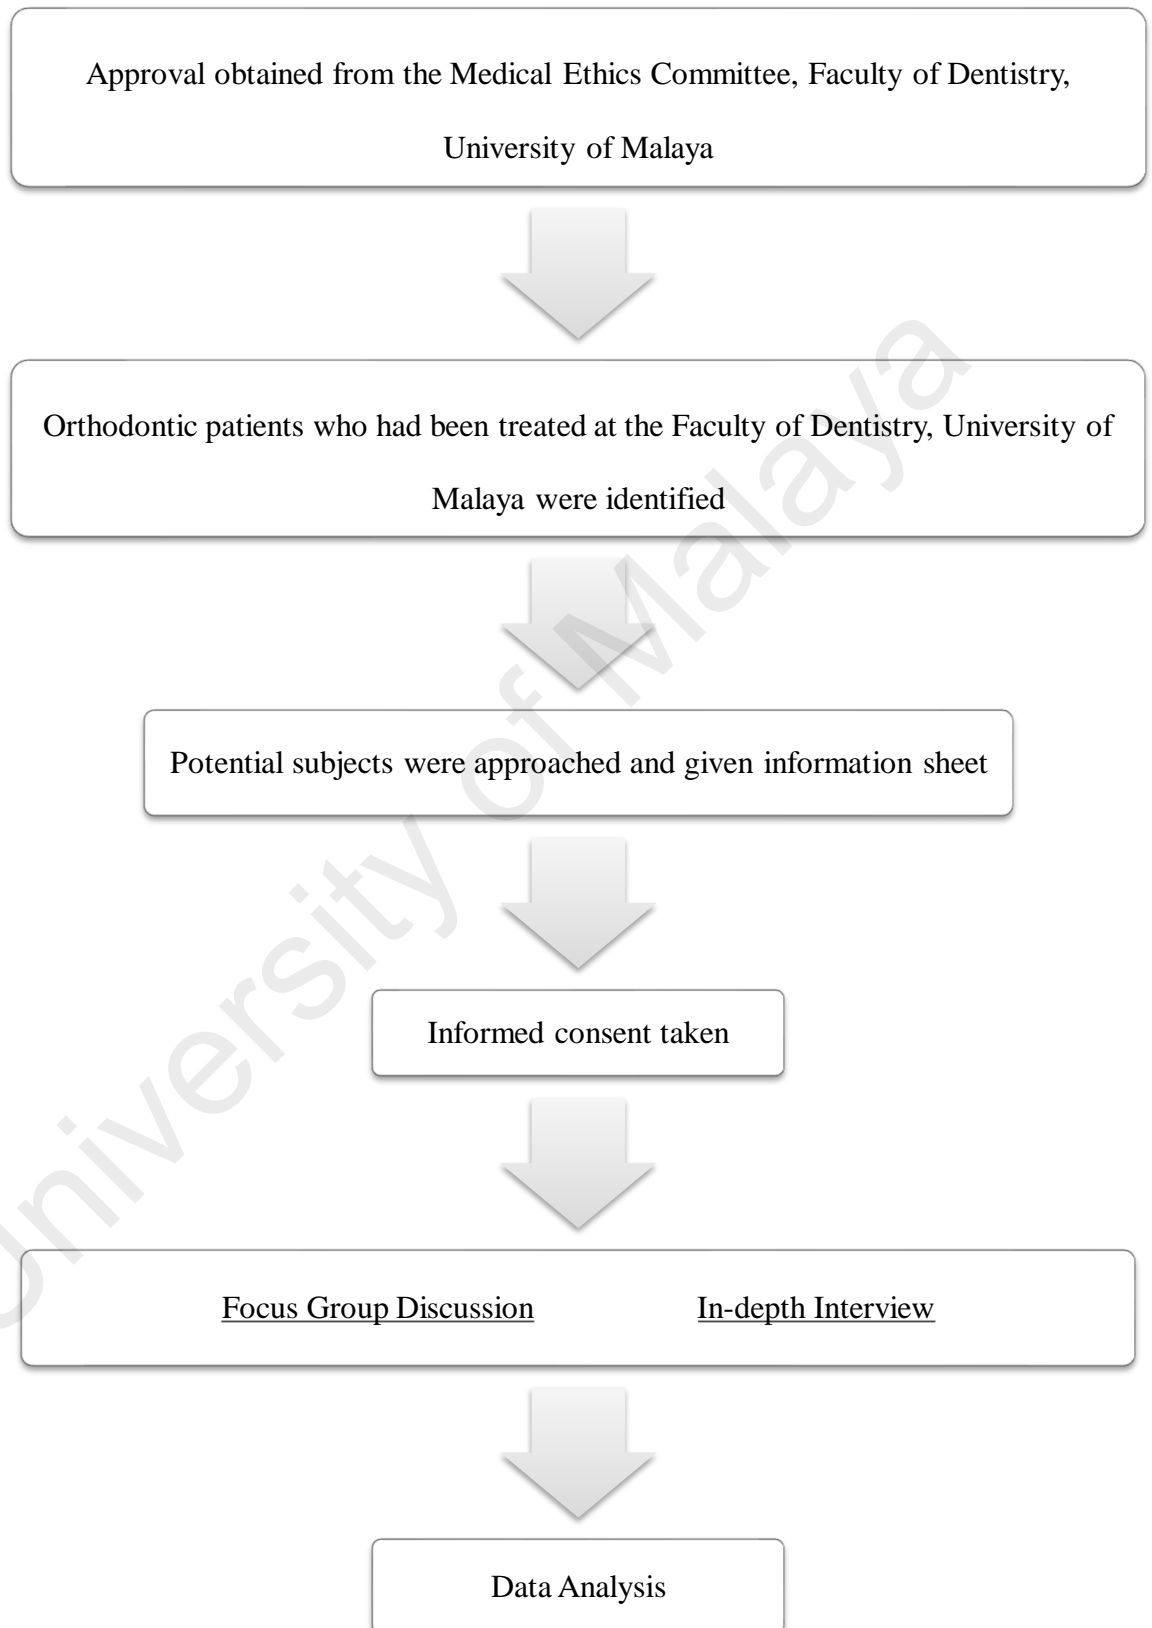 Approval obtained from the Medical Ethics Committee, Faculty of Dentistry,
University of Malaya
Orthodontic patients who had been treated at the Faculty of Dentistry, University of
Malaya were identified
Potential subjects were approached and given information sheet
Informed consent taken
Focus Group Discussion In-depth Interview
Data Analysis
University of Malaya